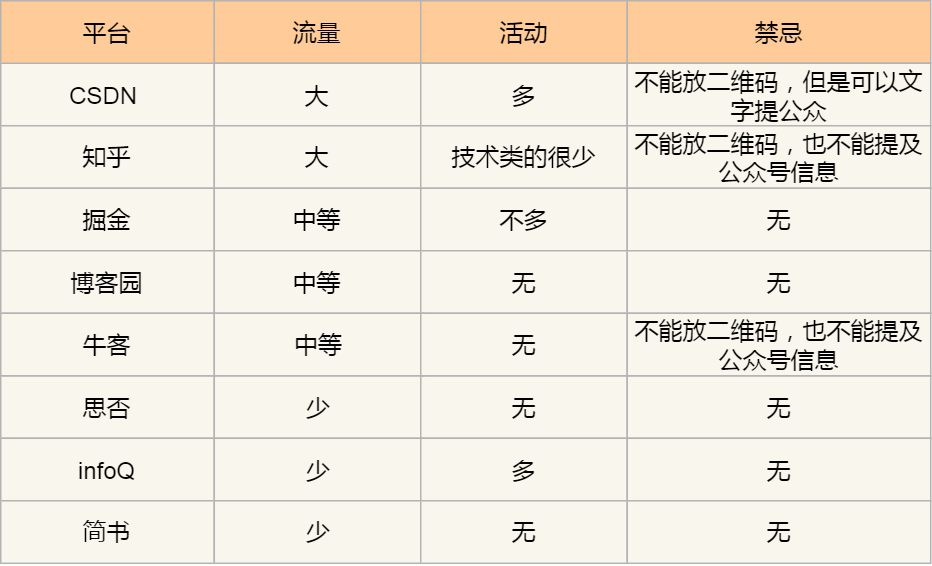 平台 流量 活动 禁忌
CSDN 大 多 不能放二维码，但是可以文
字提公众
知乎 大 技术类的很少 不能放二维码，也不能提及
公众号信息
掘金 中等 不多 无
博客园 中等 无 无
牛客 中等 无 不能放二维码，也不能提及
公众号信息
思否 少 无 无
infoQ 少 多 无
简书 少 无 无